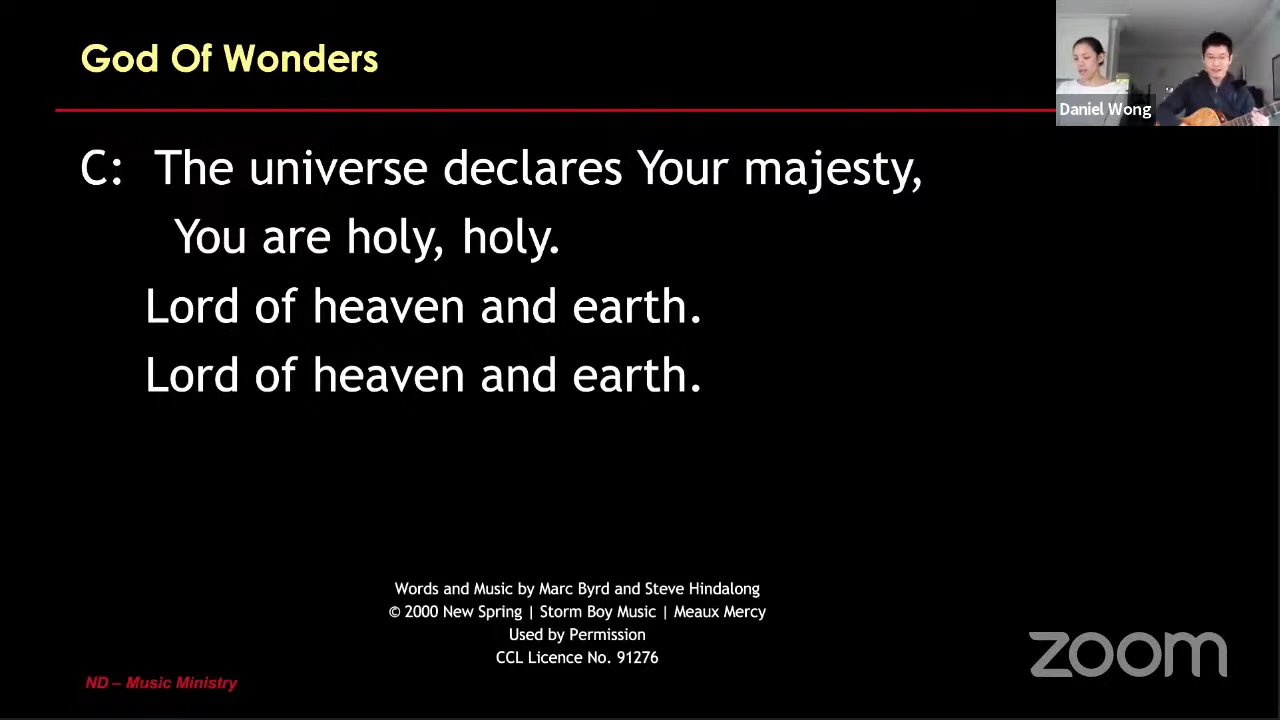 God Of Wonders
Daniel Wong
C: The universe declares Your majesty,
You are holy, holy.
Lord of heaven and earth.
Lord of heaven and earth.
Words and Music by Marc Byrd and Steve Hindalong
© 2000 New Spring | Storm Boy Music | Meaux Mercy
Used by Permission
CCL Licence No. 91276
zoom
ND – Music Ministry